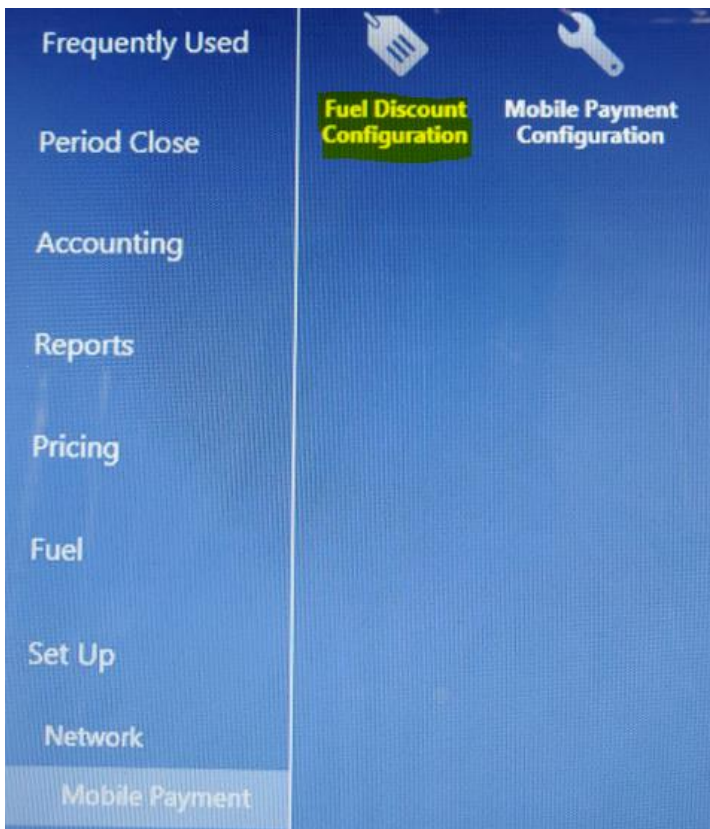 Frequently Used
Period Close
Accounting
Reports
Pricing
Fuel
Set Up
Network
Mobile Payment
Fuel Discount
Configuration
Mobile Payment
Configuration